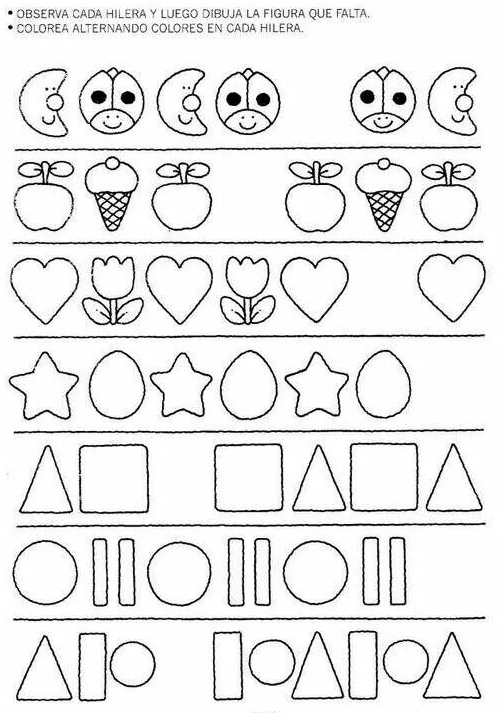 • OBSERVA CADA HILERA Y LUEGO DIBUJA LA FIGURA QUE FALTA.
• COLOREA ALTERNANDO COLORES EN CADA HILERA.